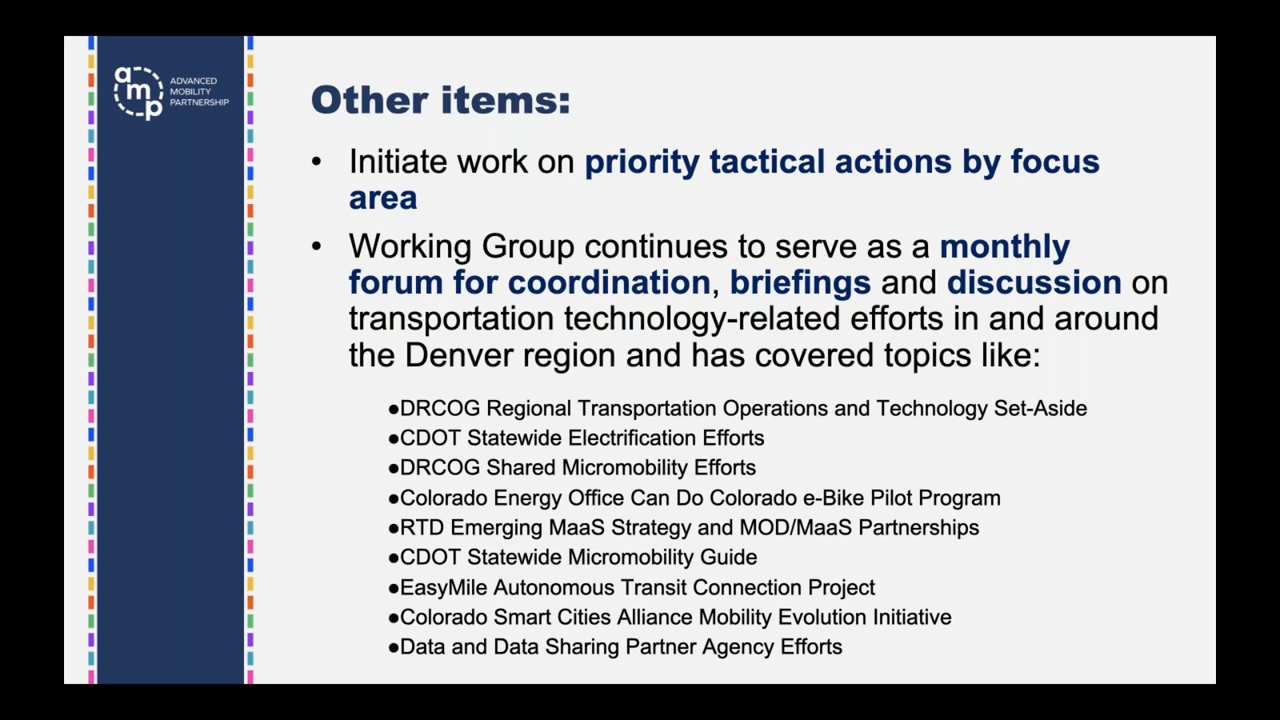 amp
ADVANCED
MOBILITY
PARTNERSHIP
Other items:
• Initiate work on priority tactical actions by focus
area
• Working Group continues to serve as a monthly
forum for coordination, briefings and discussion on
transportation technology-related efforts in and around
the Denver region and has covered topics like:
●DRCOG Regional Transportation Operations and Technology Set-Aside
●CDOT Statewide Electrification Efforts
●DRCOG Shared Micromobility Efforts
●Colorado Energy Office Can Do Colorado e-Bike Pilot Program
●RTD Emerging MaaS Strategy and MOD/MaaS Partnerships
●CDOT Statewide Micromobility Guide
●EasyMile Autonomous Transit Connection Project
●Colorado Smart Cities Alliance Mobility Evolution Initiative
●Data and Data Sharing Partner Agency Efforts